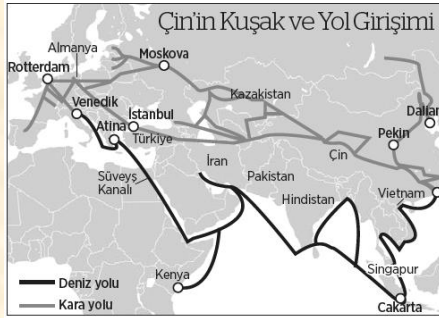 Çin'in Kuşak ve Yol Girişimi
Almanya
Moskova
Rotterdam
Kazakistan
Venedik
Dalian
Atina
İstanbul
Türkiye
Pekin
İran
Çin
Süveyş
Kanalı
Pakistan
Hindistan
Vietnam
Singapur
Kenya
Cakarta
Deniz yolu
Kara yolu